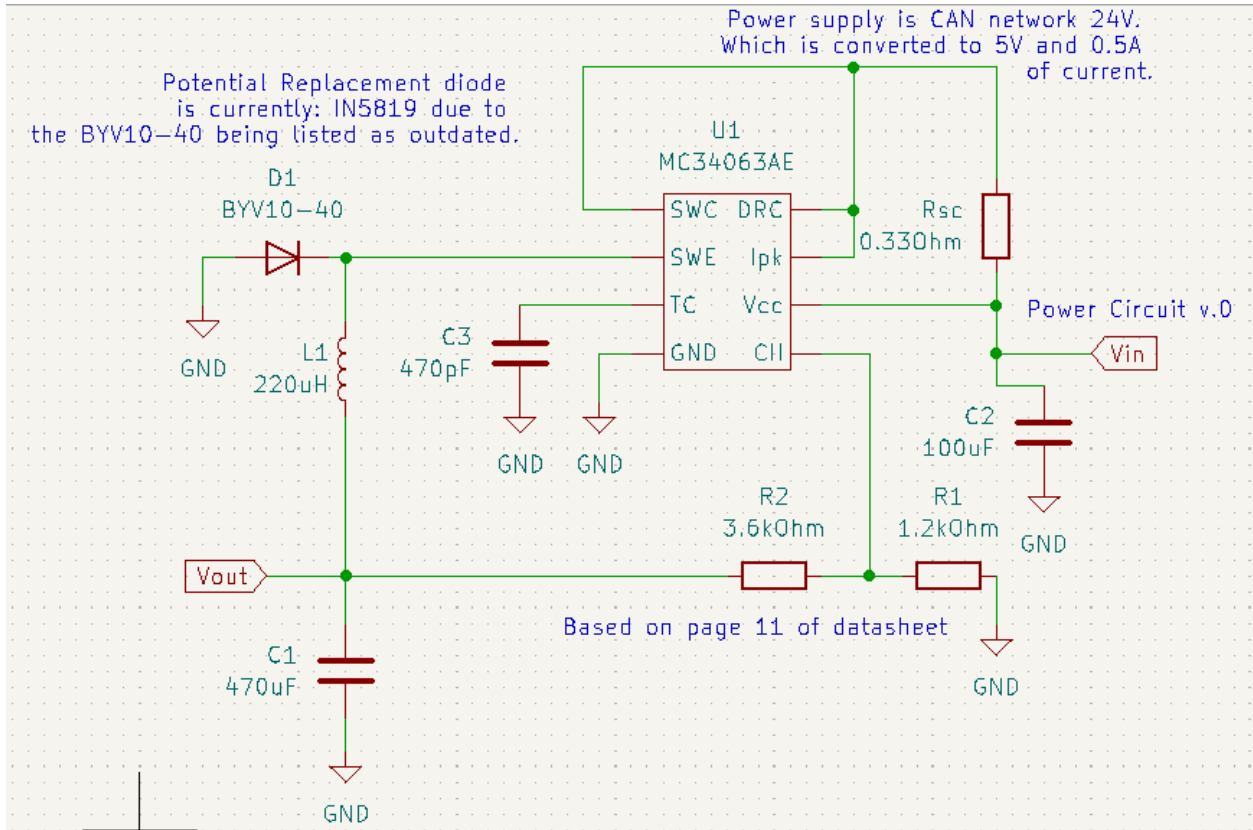 Power supply is CAN network 24V.
Which is converted to 5V and 0.5A
of current.
Potential Replacement diode
is currently: IN5819 due to
the BYV10-40 being listed as outdated.
U1
MC34063AE
D1
BYV10-40
SWC DRC
SWE Ipk
TC Vcc
GND CII
Rsc
0.33Ohm
Power Circuit v.0
Vin
C3
470pF
L1
220uH
GND
GND
GND
C2
100uF
GND
R2
3.6kOhm
R1
1.2kOhm
Vout
Based on page 11 of datasheet
C1
470uF
GND
GND